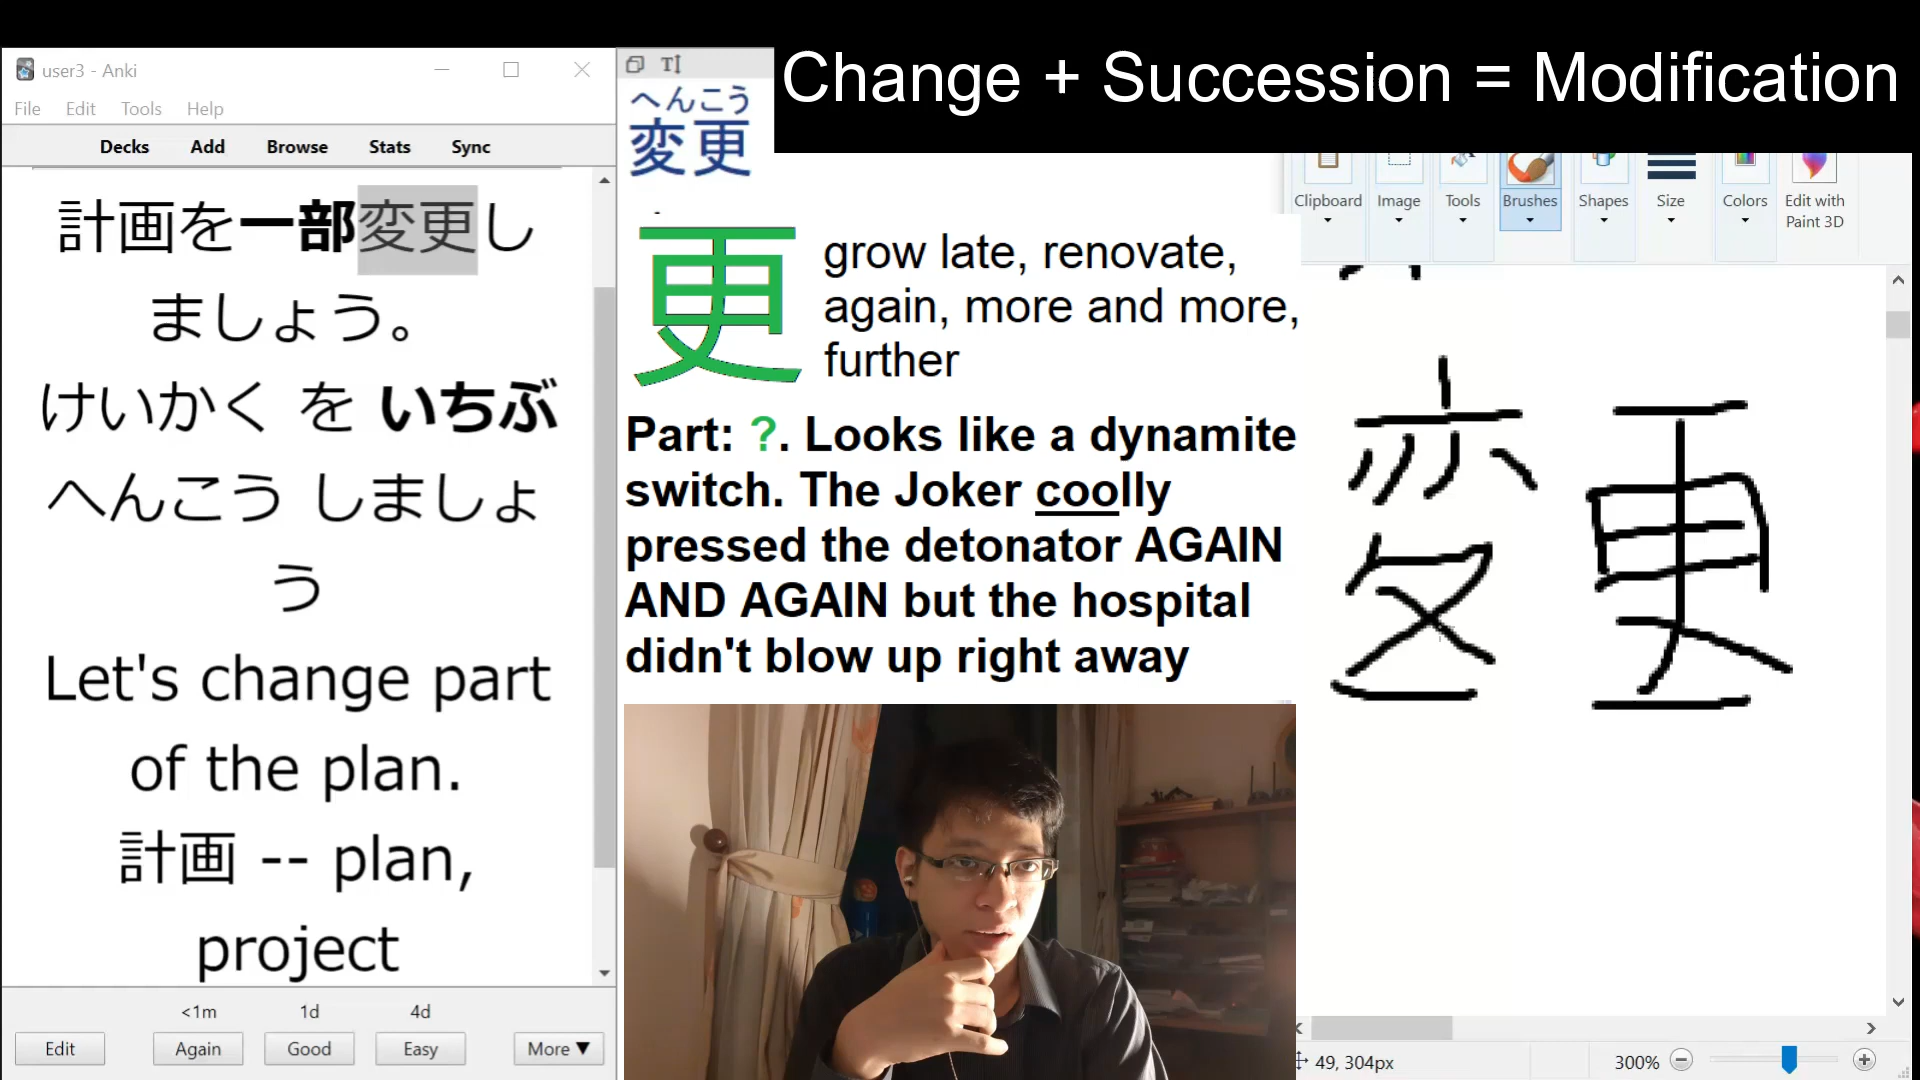 Change + Succession = Modification
user3 - Anki
File Edit Tools Help
Decks Add Browse Stats Sync
計画を一部変更し
ましょう。
けいかく を いちぶ
へんこう しましょ
う
Let's change part
of the plan.
計画 -- plan,
project
<1m 1d 4d
Edit Again Good Easy More ▼
へんこう
変更
更
grow late, renovate,
again, more and more,
further
Part: ?. Looks like a dynamite
switch. The Joker coolly
pressed the detonator AGAIN
AND AGAIN but the hospital
didn't blow up right away
Clipboard Image Tools Brushes Shapes Size Colors Edit with
Paint 3D
変更
49, 304px 300%